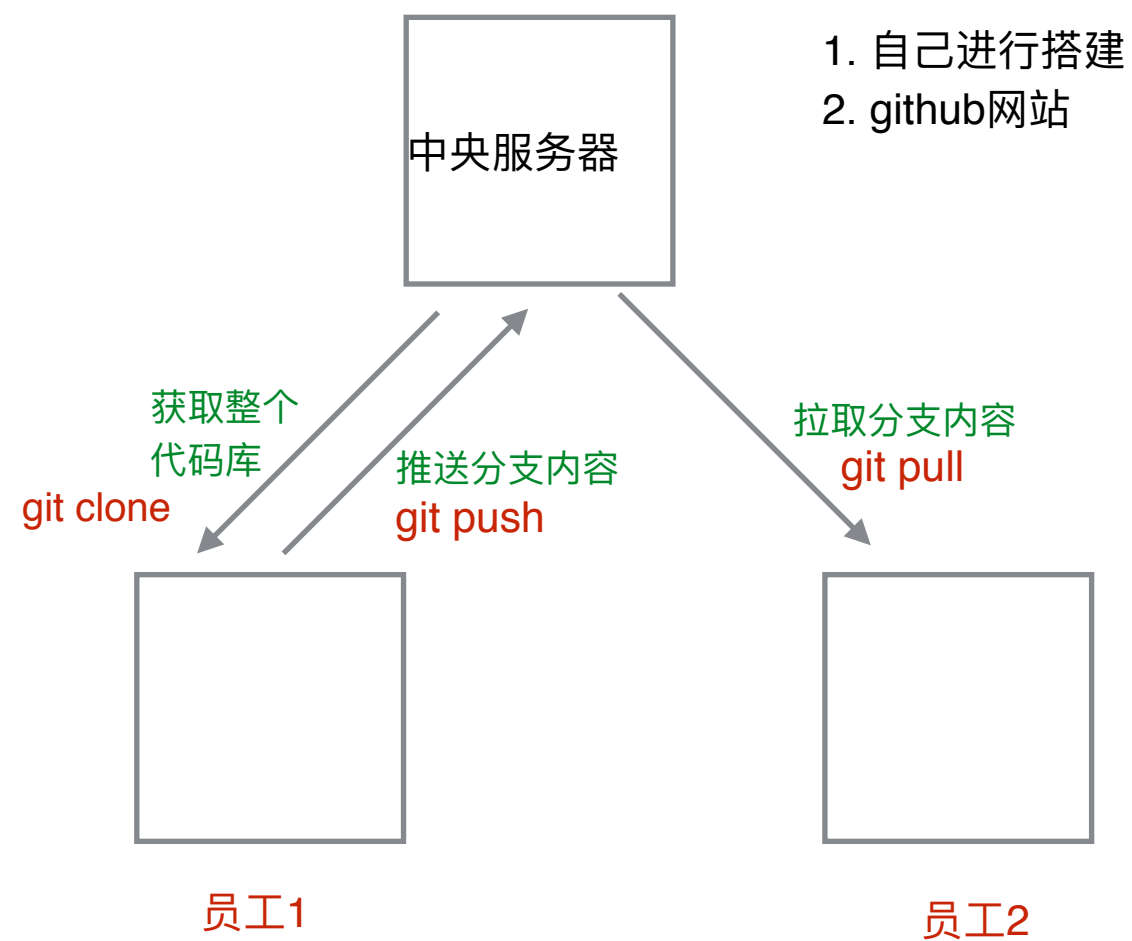 1. 自己进行搭建
2. github网站
中央服务器
获取整个
代码库
git clone
推送分支内容
git push
拉取分支内容
git pull
员工1
员工2